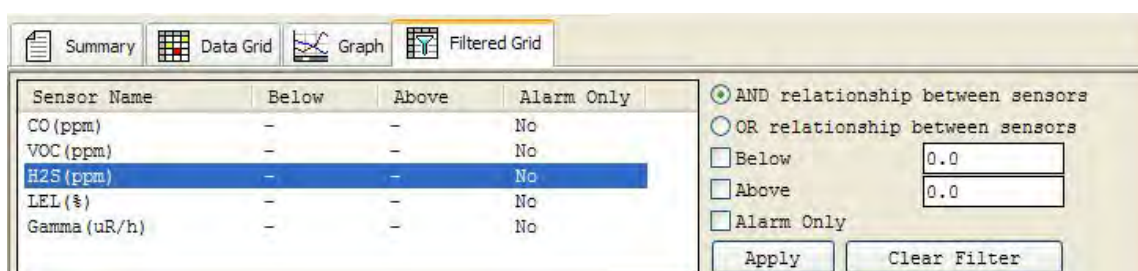 Summary Data Grid Graph Filtered Grid
Sensor Name Below Above Alarm Only
CO(ppm) - - No
VOC(ppm) - - No
H2S(ppm) - - No
LEL(%) - - No
Gamma(uR/h) - - No
AND relationship between sensors
OR relationship between sensors
Below 0.0
Above 0.0
Alarm Only
Apply Clear Filter